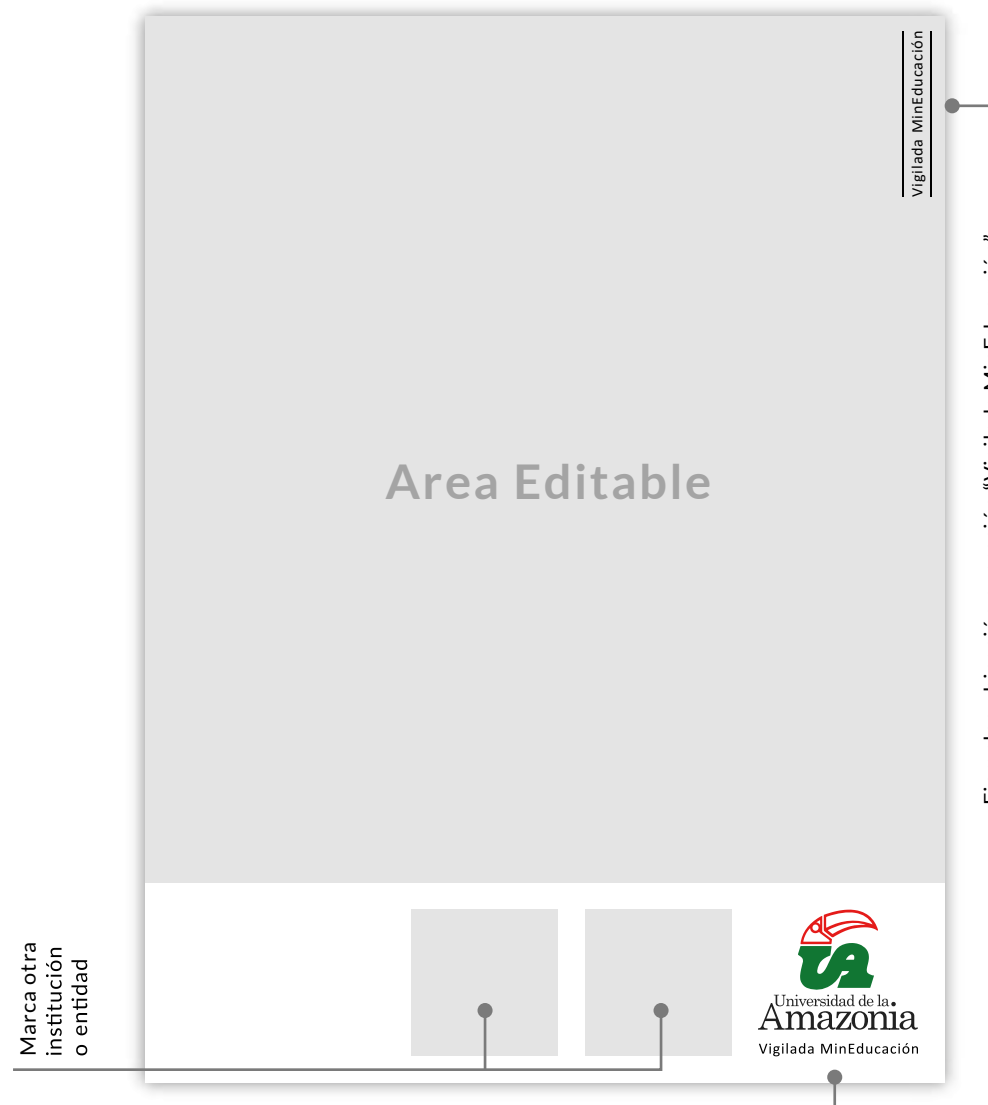 Vigilada MinEducación
Area Editable
Marca otra
institución
o entidad
Universidad de la
Amazonia
Vigilada MinEducación